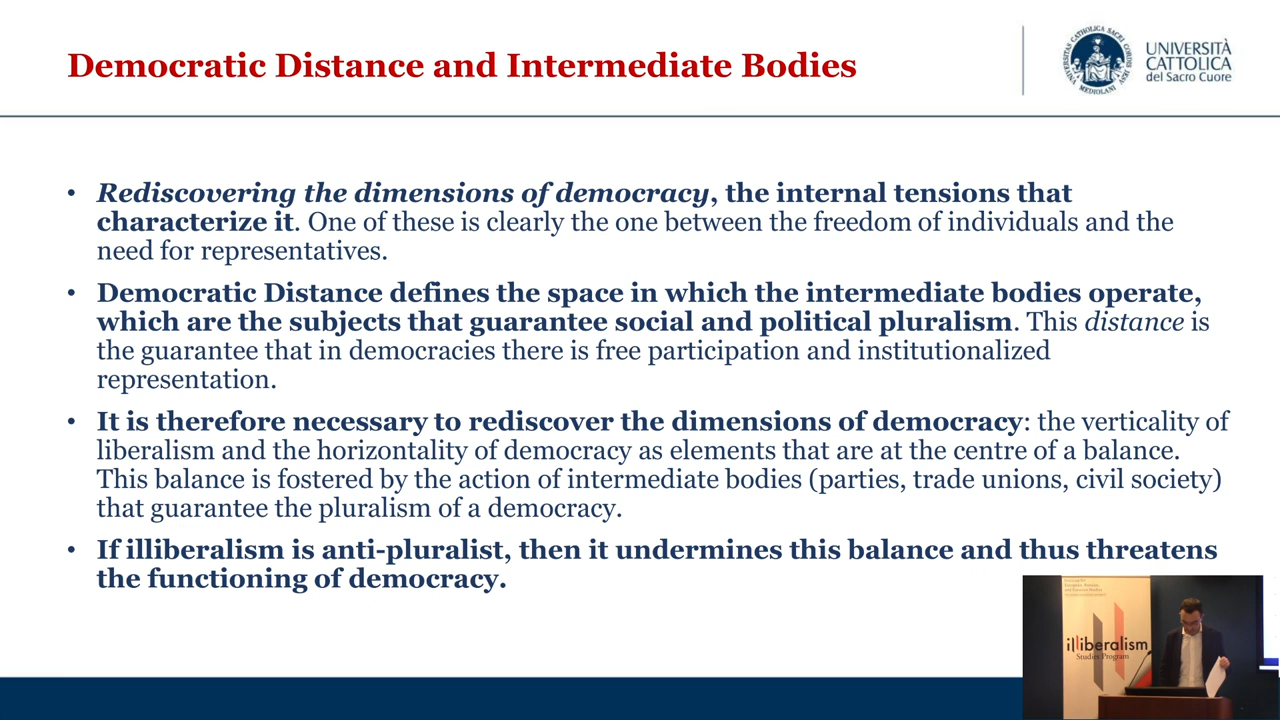 Democratic Distance and Intermediate Bodies
UNIVERSITÀ
CATTOLICA
del Sacro Cuore
• Rediscovering the dimensions of democracy, the internal tensions that
characterize it. One of these is clearly the one between the freedom of individuals and the
need for representatives.
• Democratic Distance defines the space in which the intermediate bodies operate,
which are the subjects that guarantee social and political pluralism. This distance is
the guarantee that in democracies there is free participation and institutionalized
representation.
• It is therefore necessary to rediscover the dimensions of democracy: the verticality of
liberalism and the horizontality of democracy as elements that are at the centre of a balance.
This balance is fostered by the action of intermediate bodies (parties, trade unions, civil society)
that guarantee the pluralism of a democracy.
• If illiberalism is anti-pluralist, then it undermines this balance and thus threatens
the functioning of democracy.
European, Russian,
and Eurasian Studies
illiberalism
Studies Program